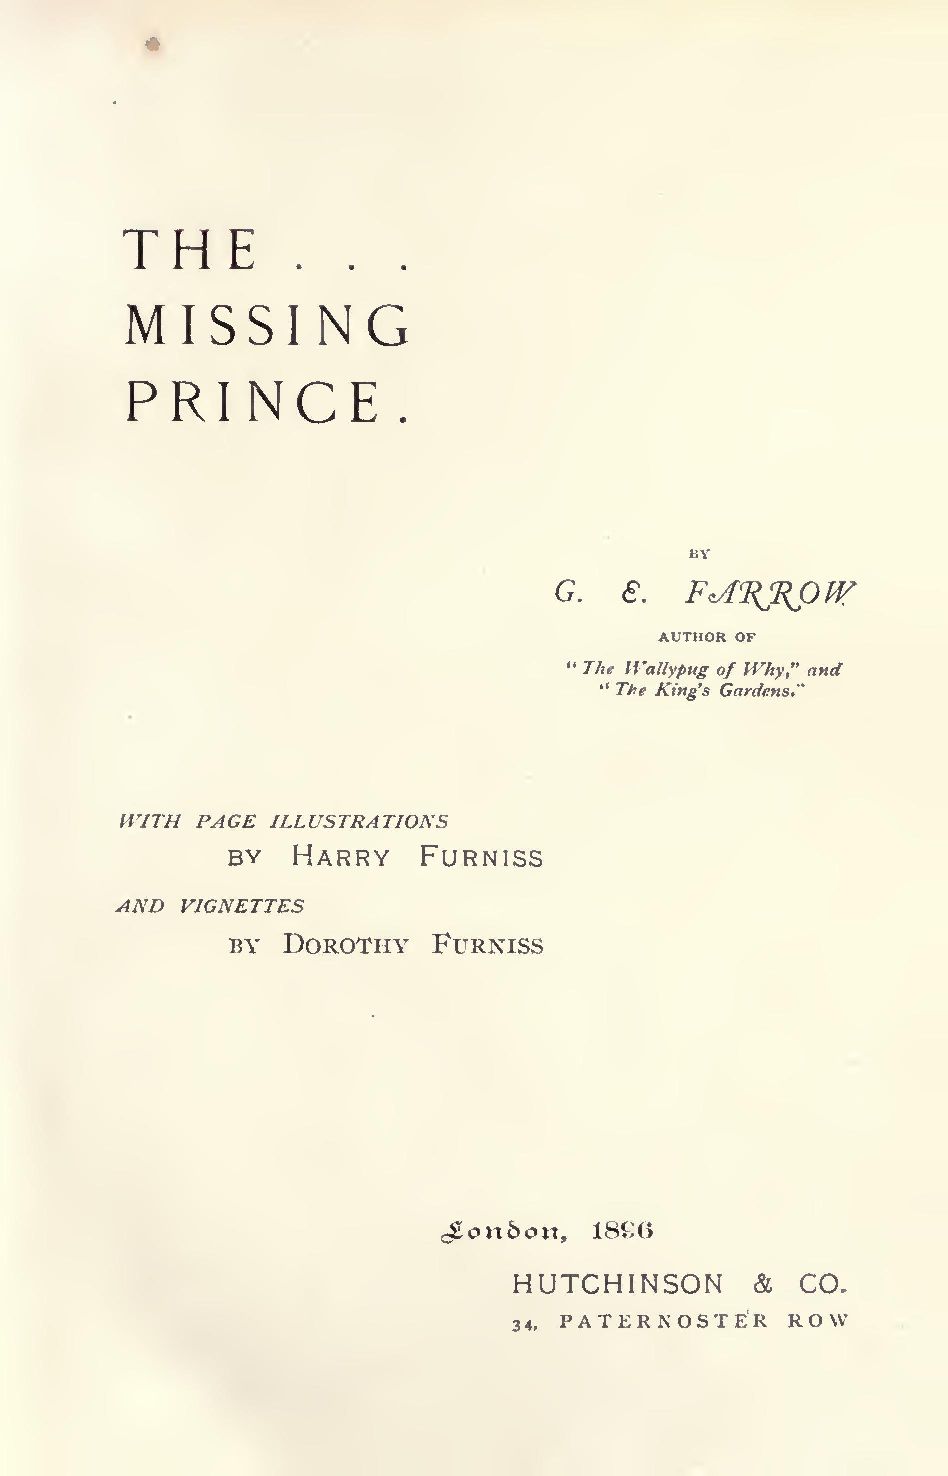 THE . . .
MISSING
PRINCE.
BY
G. E. FARROW
AUTHOR OF
“The Wallypug of Why,” and
“The King's Gardens.”
WITH PAGE ILLUSTRATIONS
BY HARRY FURNISS
AND VIGNETTES
BY DOROTHY FURNISS
London, 1896
HUTCHINSON & CO.
34, PATERNOSTER ROW